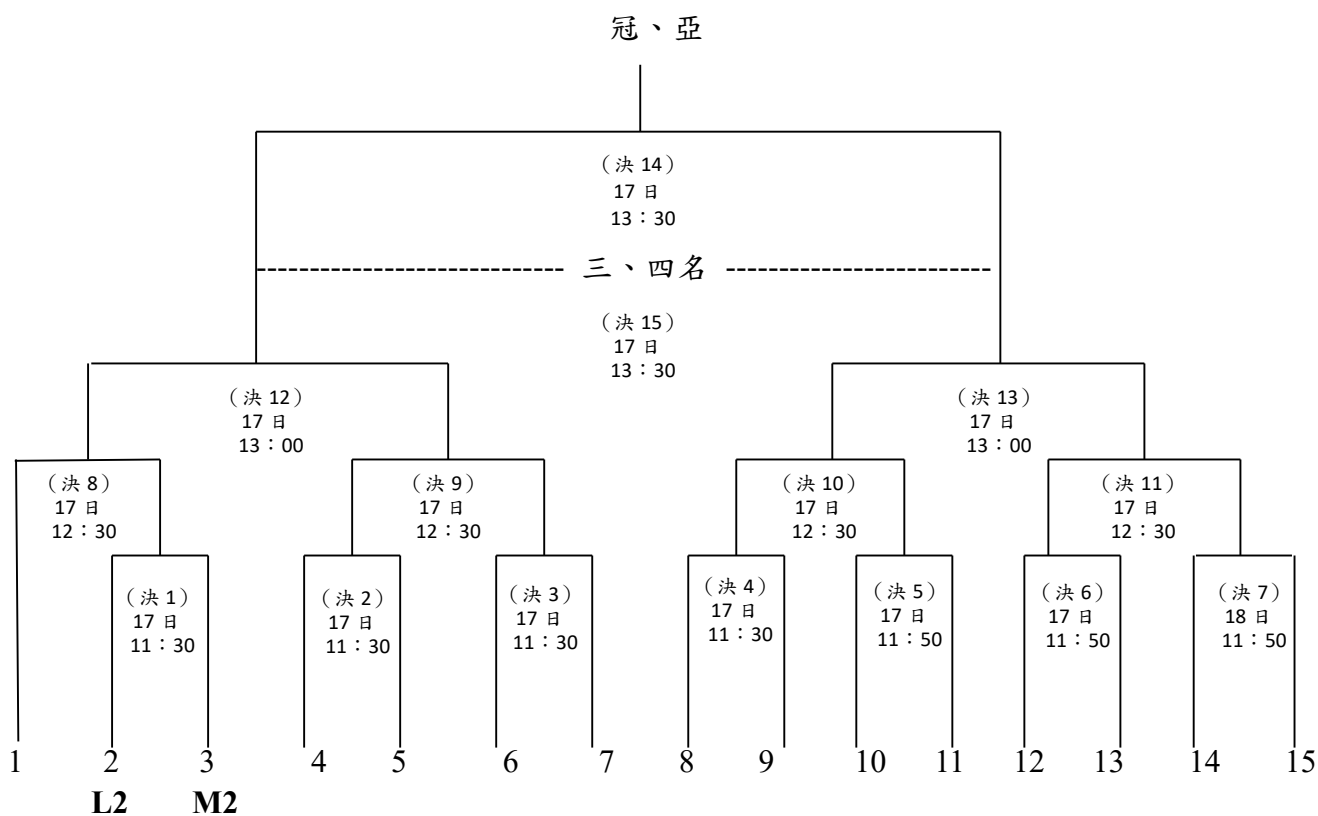 冠、亞
（決 14）
17 日
13：30
三、四名
（決 15）
17 日
13：30
（決 12）
17 日
13：00
（決 13）
17 日
13：00
（決 8）
17 日
12：30
（決 9）
17 日
12：30
（決 10）
17 日
12：30
（決 11）
17 日
12：30
（決 1）
17 日
11：30
（決 2）
17 日
11：30
（決 3）
17 日
11：30
（決 4）
17 日
11：30
（決 5）
17 日
11：50
（決 6）
17 日
11：50
（決 7）
18 日
11：50
1 2 3 4 5 6 7 8 9 10 11 12 13 14 15
L2 M2